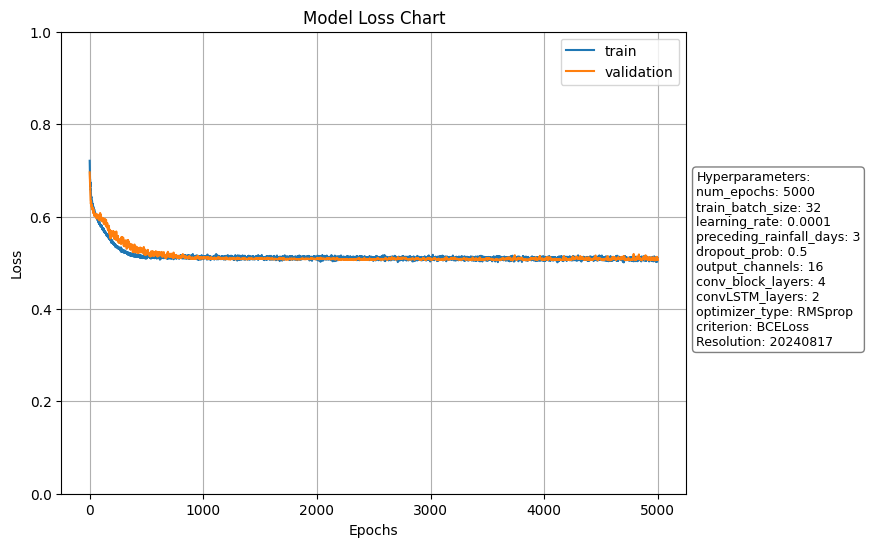 Model Loss Chart
1.0
0.8
0.6
0.4
0.2
0.0
Loss
0
1000
2000
3000
4000
5000
Epochs
train
validation
Hyperparameters:
num_epochs: 5000
train_batch_size: 32
learning_rate: 0.0001
preceding_rainfall_days: 3
dropout_prob: 0.5
output_channels: 16
conv_block_layers: 4
convLSTM_layers: 2
optimizer_type: RMSprop
criterion: BCELoss
Resolution: 20240817